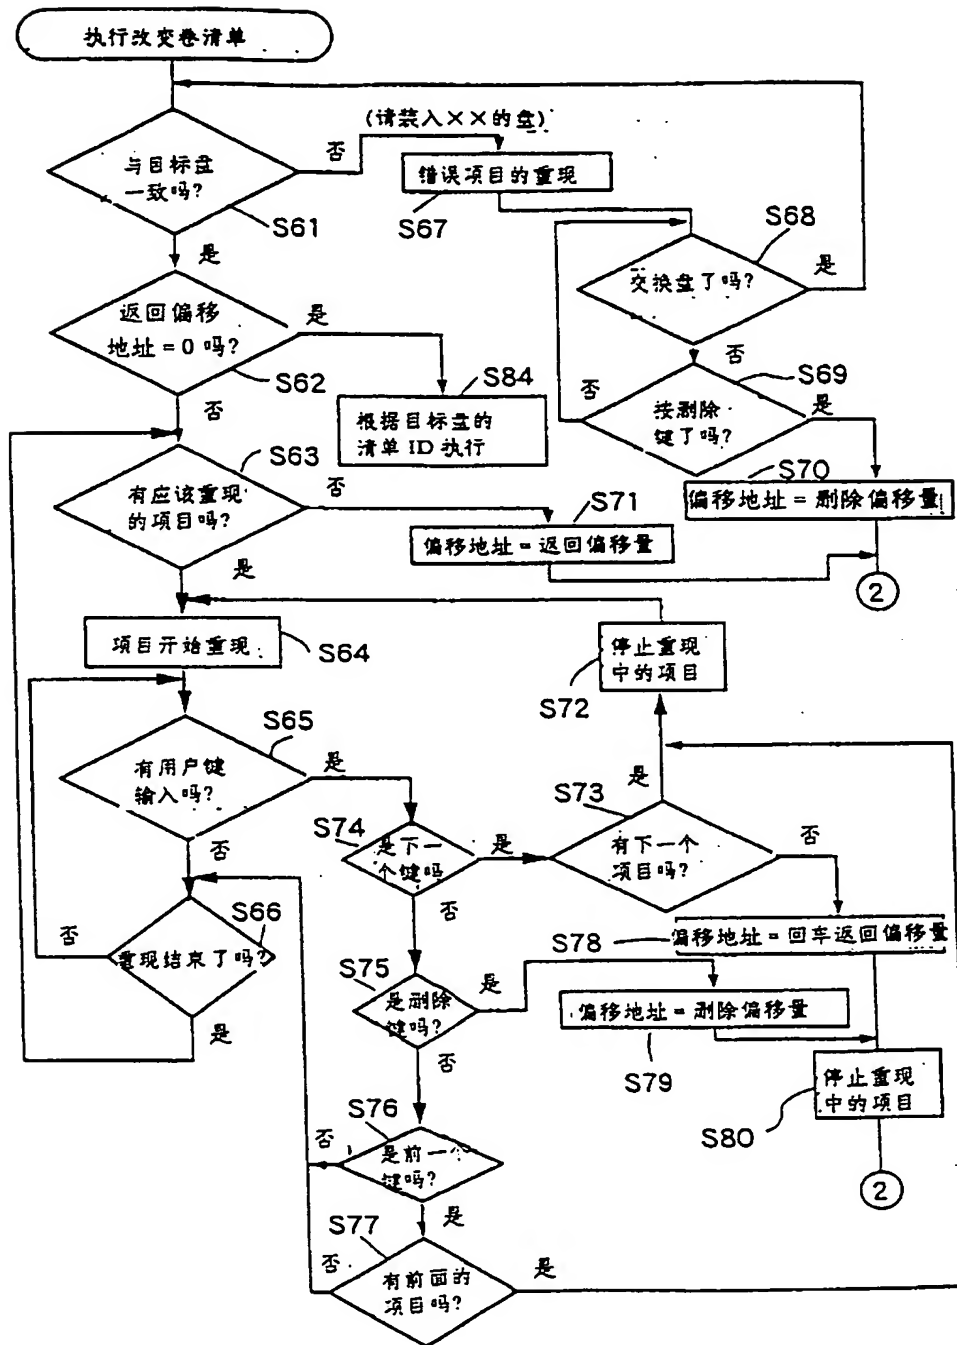 执行改变卷清单
(请装入××的盘)
与目标盘
一致吗?
否
错误项目的重现
S61
S67
S68
是
交换盘了吗?
是
返回偏移
地址=0 吗?
是
S62
否
S69
S84
否
否
按删除
键了吗?
是
根据目标盘的
清单 ID 执行
S63
S70
有应该重现
的项目吗?
否
S71
偏移地址=删除偏移量
偏移地址=返回偏移量
是
2
项目开始重现
S64
停止重现
中的项目
S72
S65
有用户键
输入吗?
是
是
S73
S74
是下一
个键吗
是
有下一个
项目吗?
否
否
S66
否
否
重现结束了吗?
S78
偏移地址=回车返回偏移量
S75
是删除
键吗?
是
偏移地址=删除偏移量
是
否
S79
停止重现
中的项目
S76
S80
否
是前一个
键吗?
2
是
S77
否
有前面的
项目吗?
是